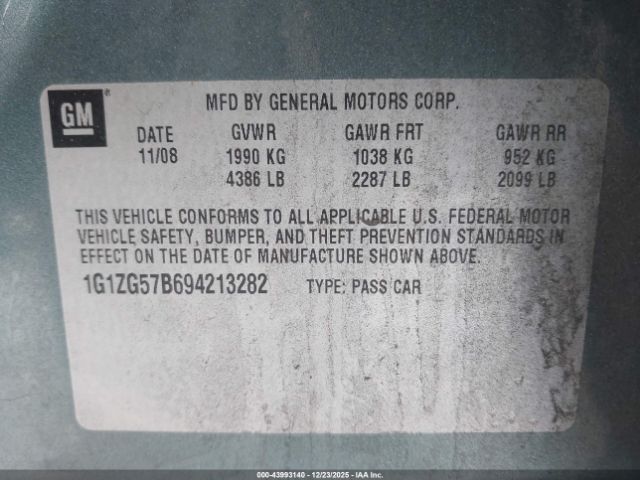 GM
MFD BY GENERAL MOTORS CORP.
DATE GVWR GAWR FRT GAWR RR
11/08 1990 KG 1038 KG 952 KG
4386 LB 2287 LB 2099 LB
THIS VEHICLE CONFORMS TO ALL APPLICABLE U.S. FEDERAL MOTOR
VEHICLE SAFETY, BUMPER, AND THEFT PREVENTION STANDARDS IN
EFFECT ON THE DATE OF MANUFACTURE SHOWN ABOVE.
1G1ZG57B694213282 TYPE: PASS CAR
000-43993140 - 12/23/2025 - IAA Inc.